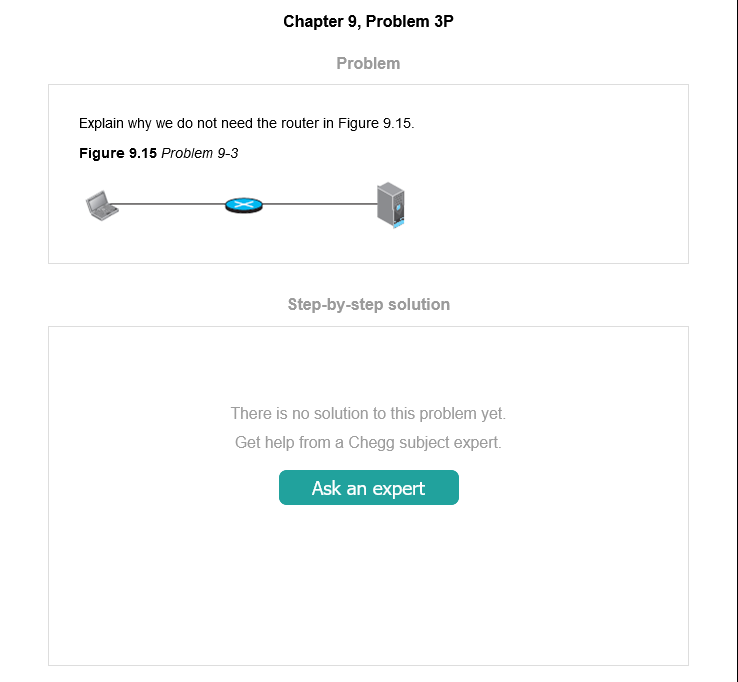 Chapter 9, Problem 3P
Problem
Explain why we do not need the router in Figure 9.15.
Figure 9.15 Problem 9-3
Step-by-step solution
There is no solution to this problem yet.
Get help from a Chegg subject expert.
Ask an expert